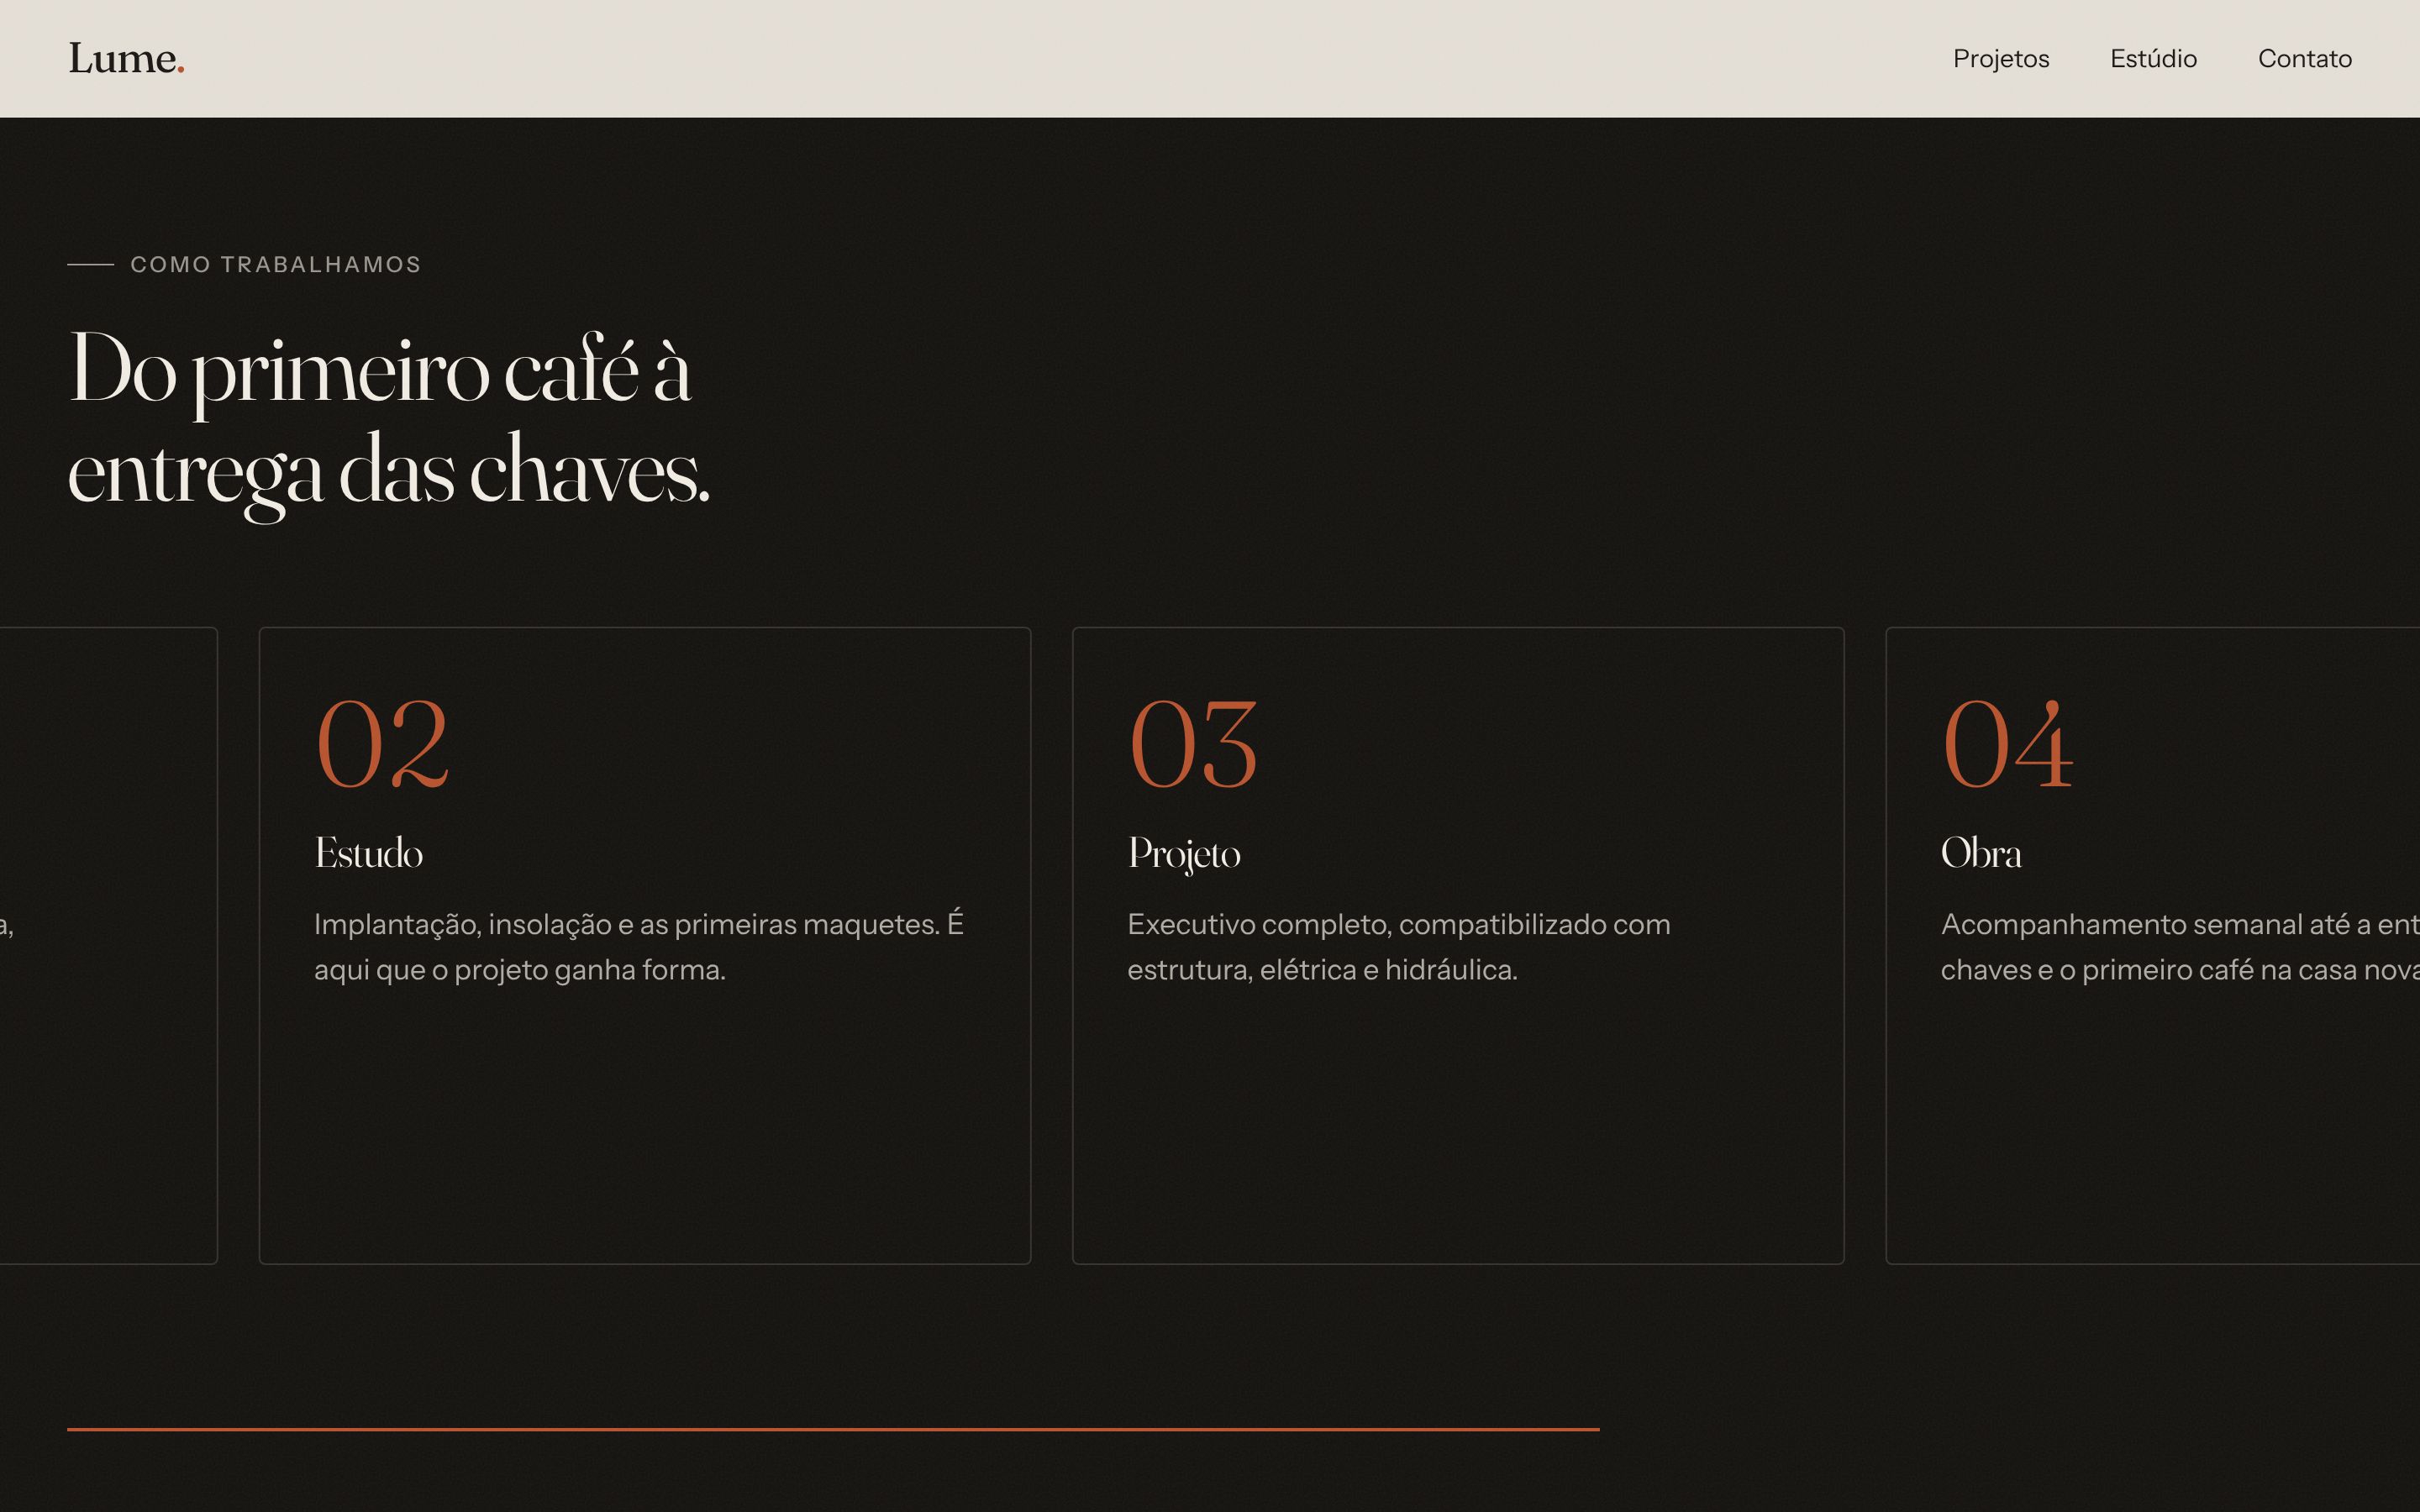 Lume.
Projetos
Estúdio
Contato
COMO TRABALHAMOS
Do primeiro café à
entrega das chaves.
a,
02
Estudo
Implantação, insolação e as primeiras maquetes. É
aqui que o projeto ganha forma.
03
Projeto
Executivo completo, compatibilizado com
estrutura, elétrica e hidráulica.
04
Obra
Acompanhamento semanal até a ent
chaves e o primeiro café na casa nova